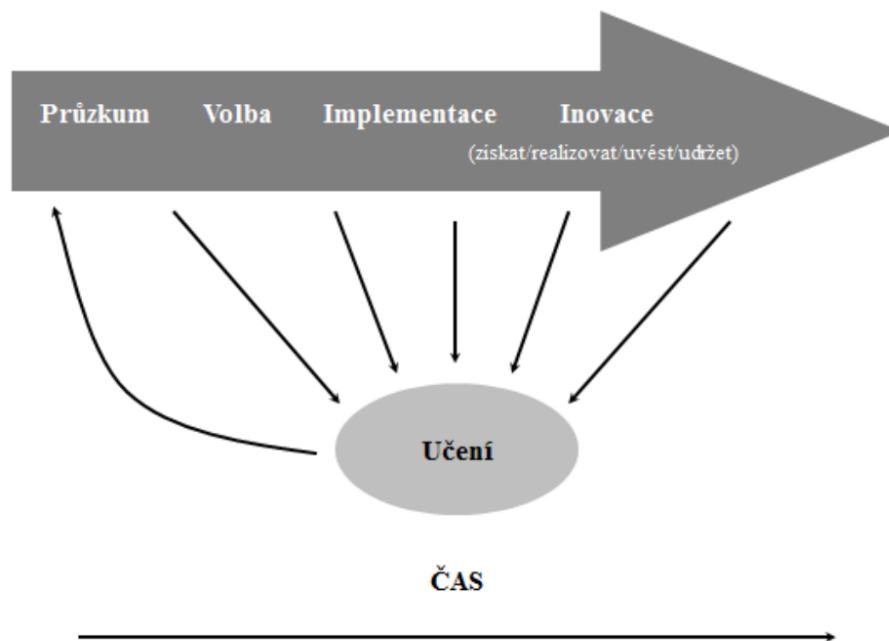 Průzkum Volba Implementace Inovace
(získat/realizovat/uvést/udržet)
Učení
ČAS